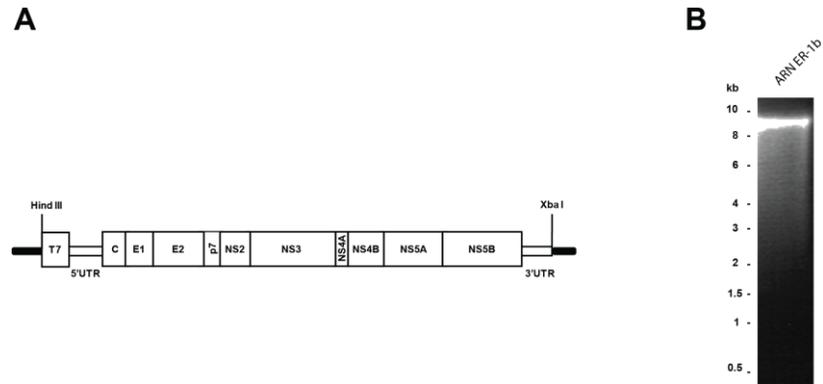 A
Hind III
Xba I
T7
C
E1
E2
p7
NS2
NS3
NS4A
NS4B
NS5A
NS5B
5'UTR
3'UTR
B
ARN ER-1b
kb
10 -
8 -
6 -
4 -
3 -
2 -
1.5 -
1 -
0.5 -